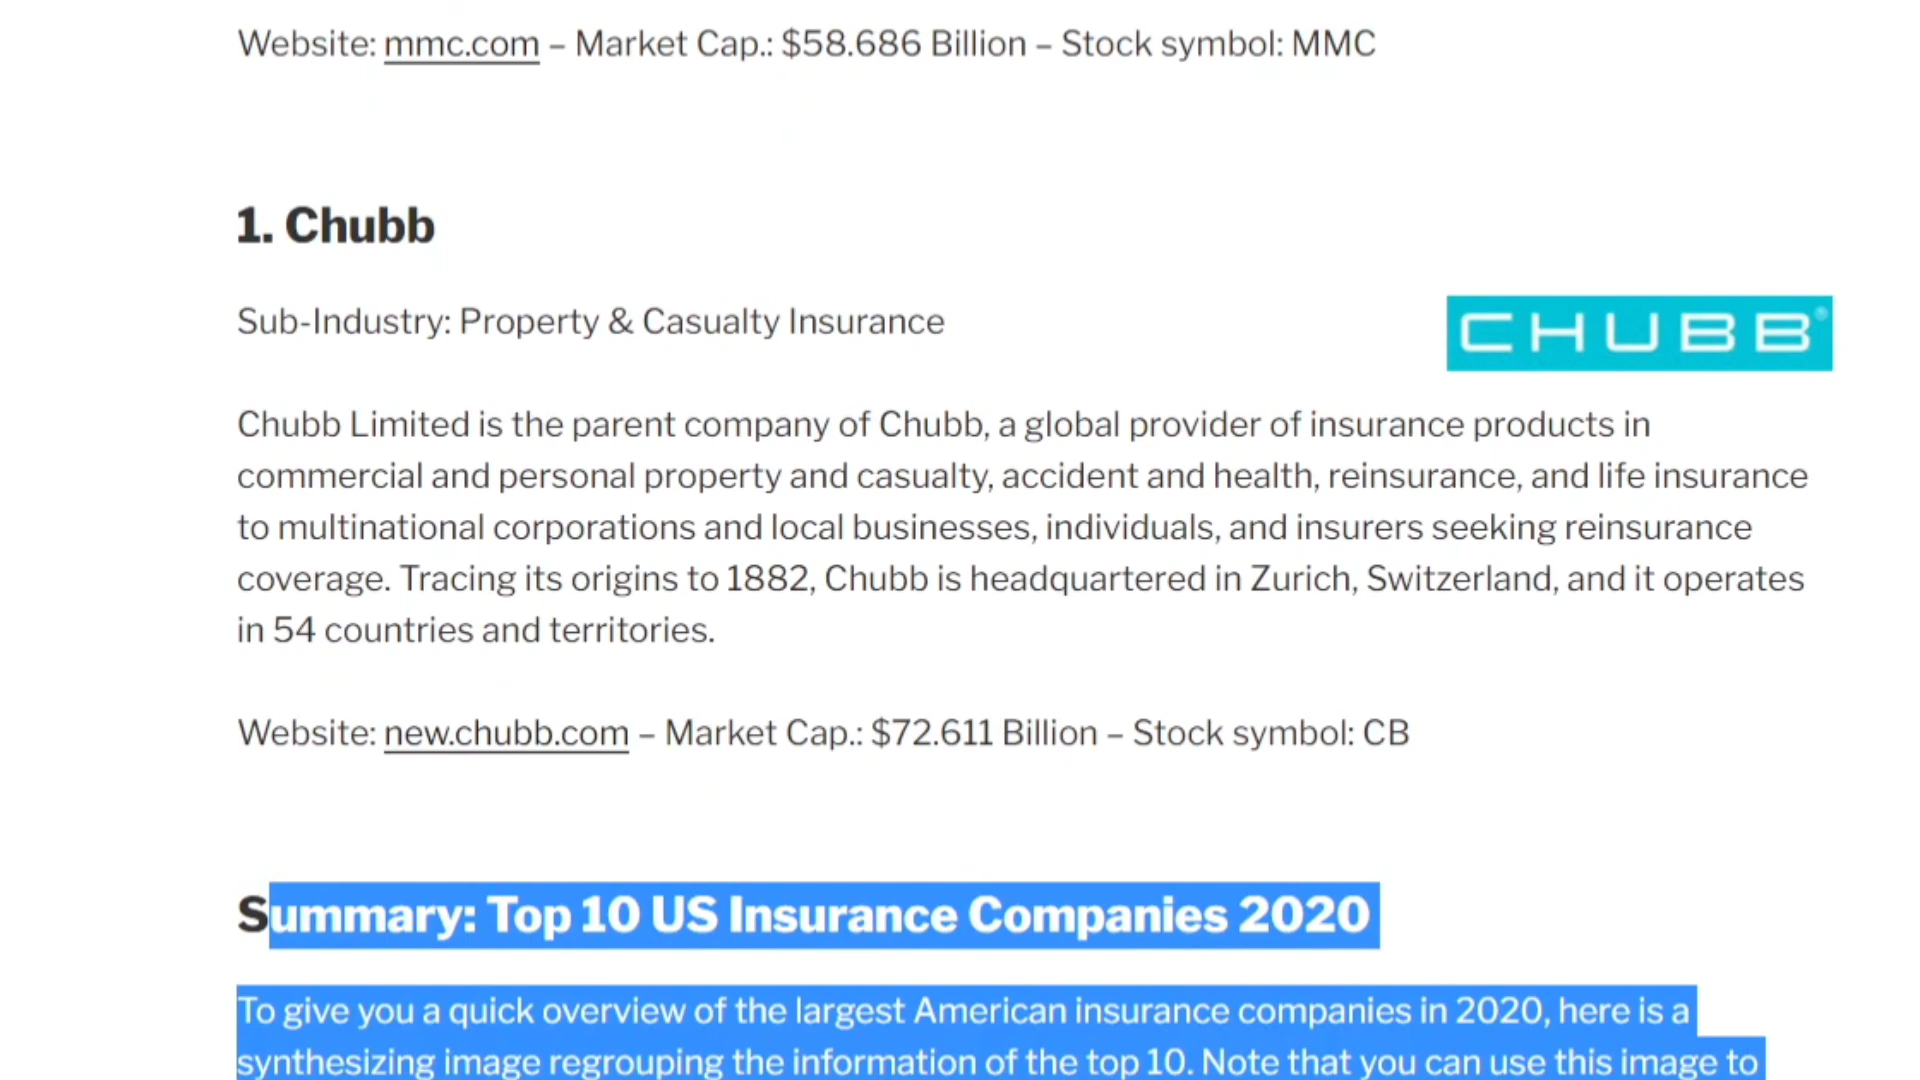 Website: mmc.com – Market Cap.: $58.686 Billion – Stock symbol: MMC
1. Chubb
Sub-Industry: Property & Casualty Insurance
CHUBB®
Chubb Limited is the parent company of Chubb, a global provider of insurance products in
commercial and personal property and casualty, accident and health, reinsurance, and life insurance
to multinational corporations and local businesses, individuals, and insurers seeking reinsurance
coverage. Tracing its origins to 1882, Chubb is headquartered in Zurich, Switzerland, and it operates
in 54 countries and territories.
Website: new.chubb.com – Market Cap.: $72.611 Billion – Stock symbol: CB
Summary: Top 10 US Insurance Companies 2020
To give you a quick overview of the largest American insurance companies in 2020, here is a
synthesizing image regrouping the information of the top 10. Note that you can use this image to